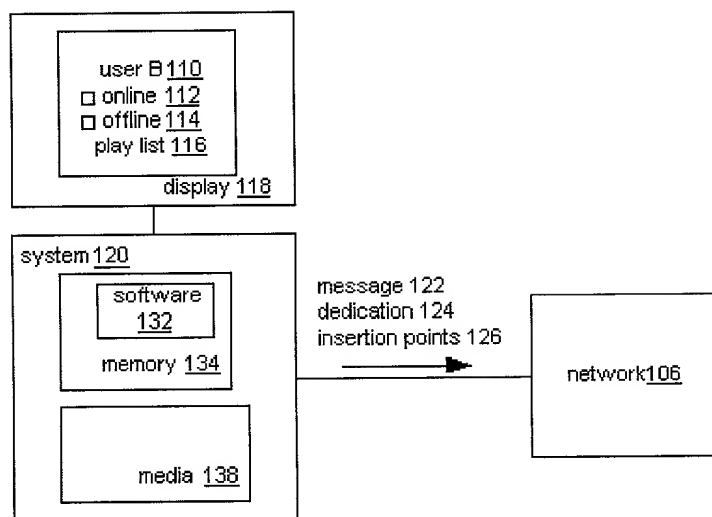 user B 110
online 112
offline 114
play list 116
display 118
system 120
software
132
memory 134
media 138
message 122
dedication 124
insertion points 126
network 106